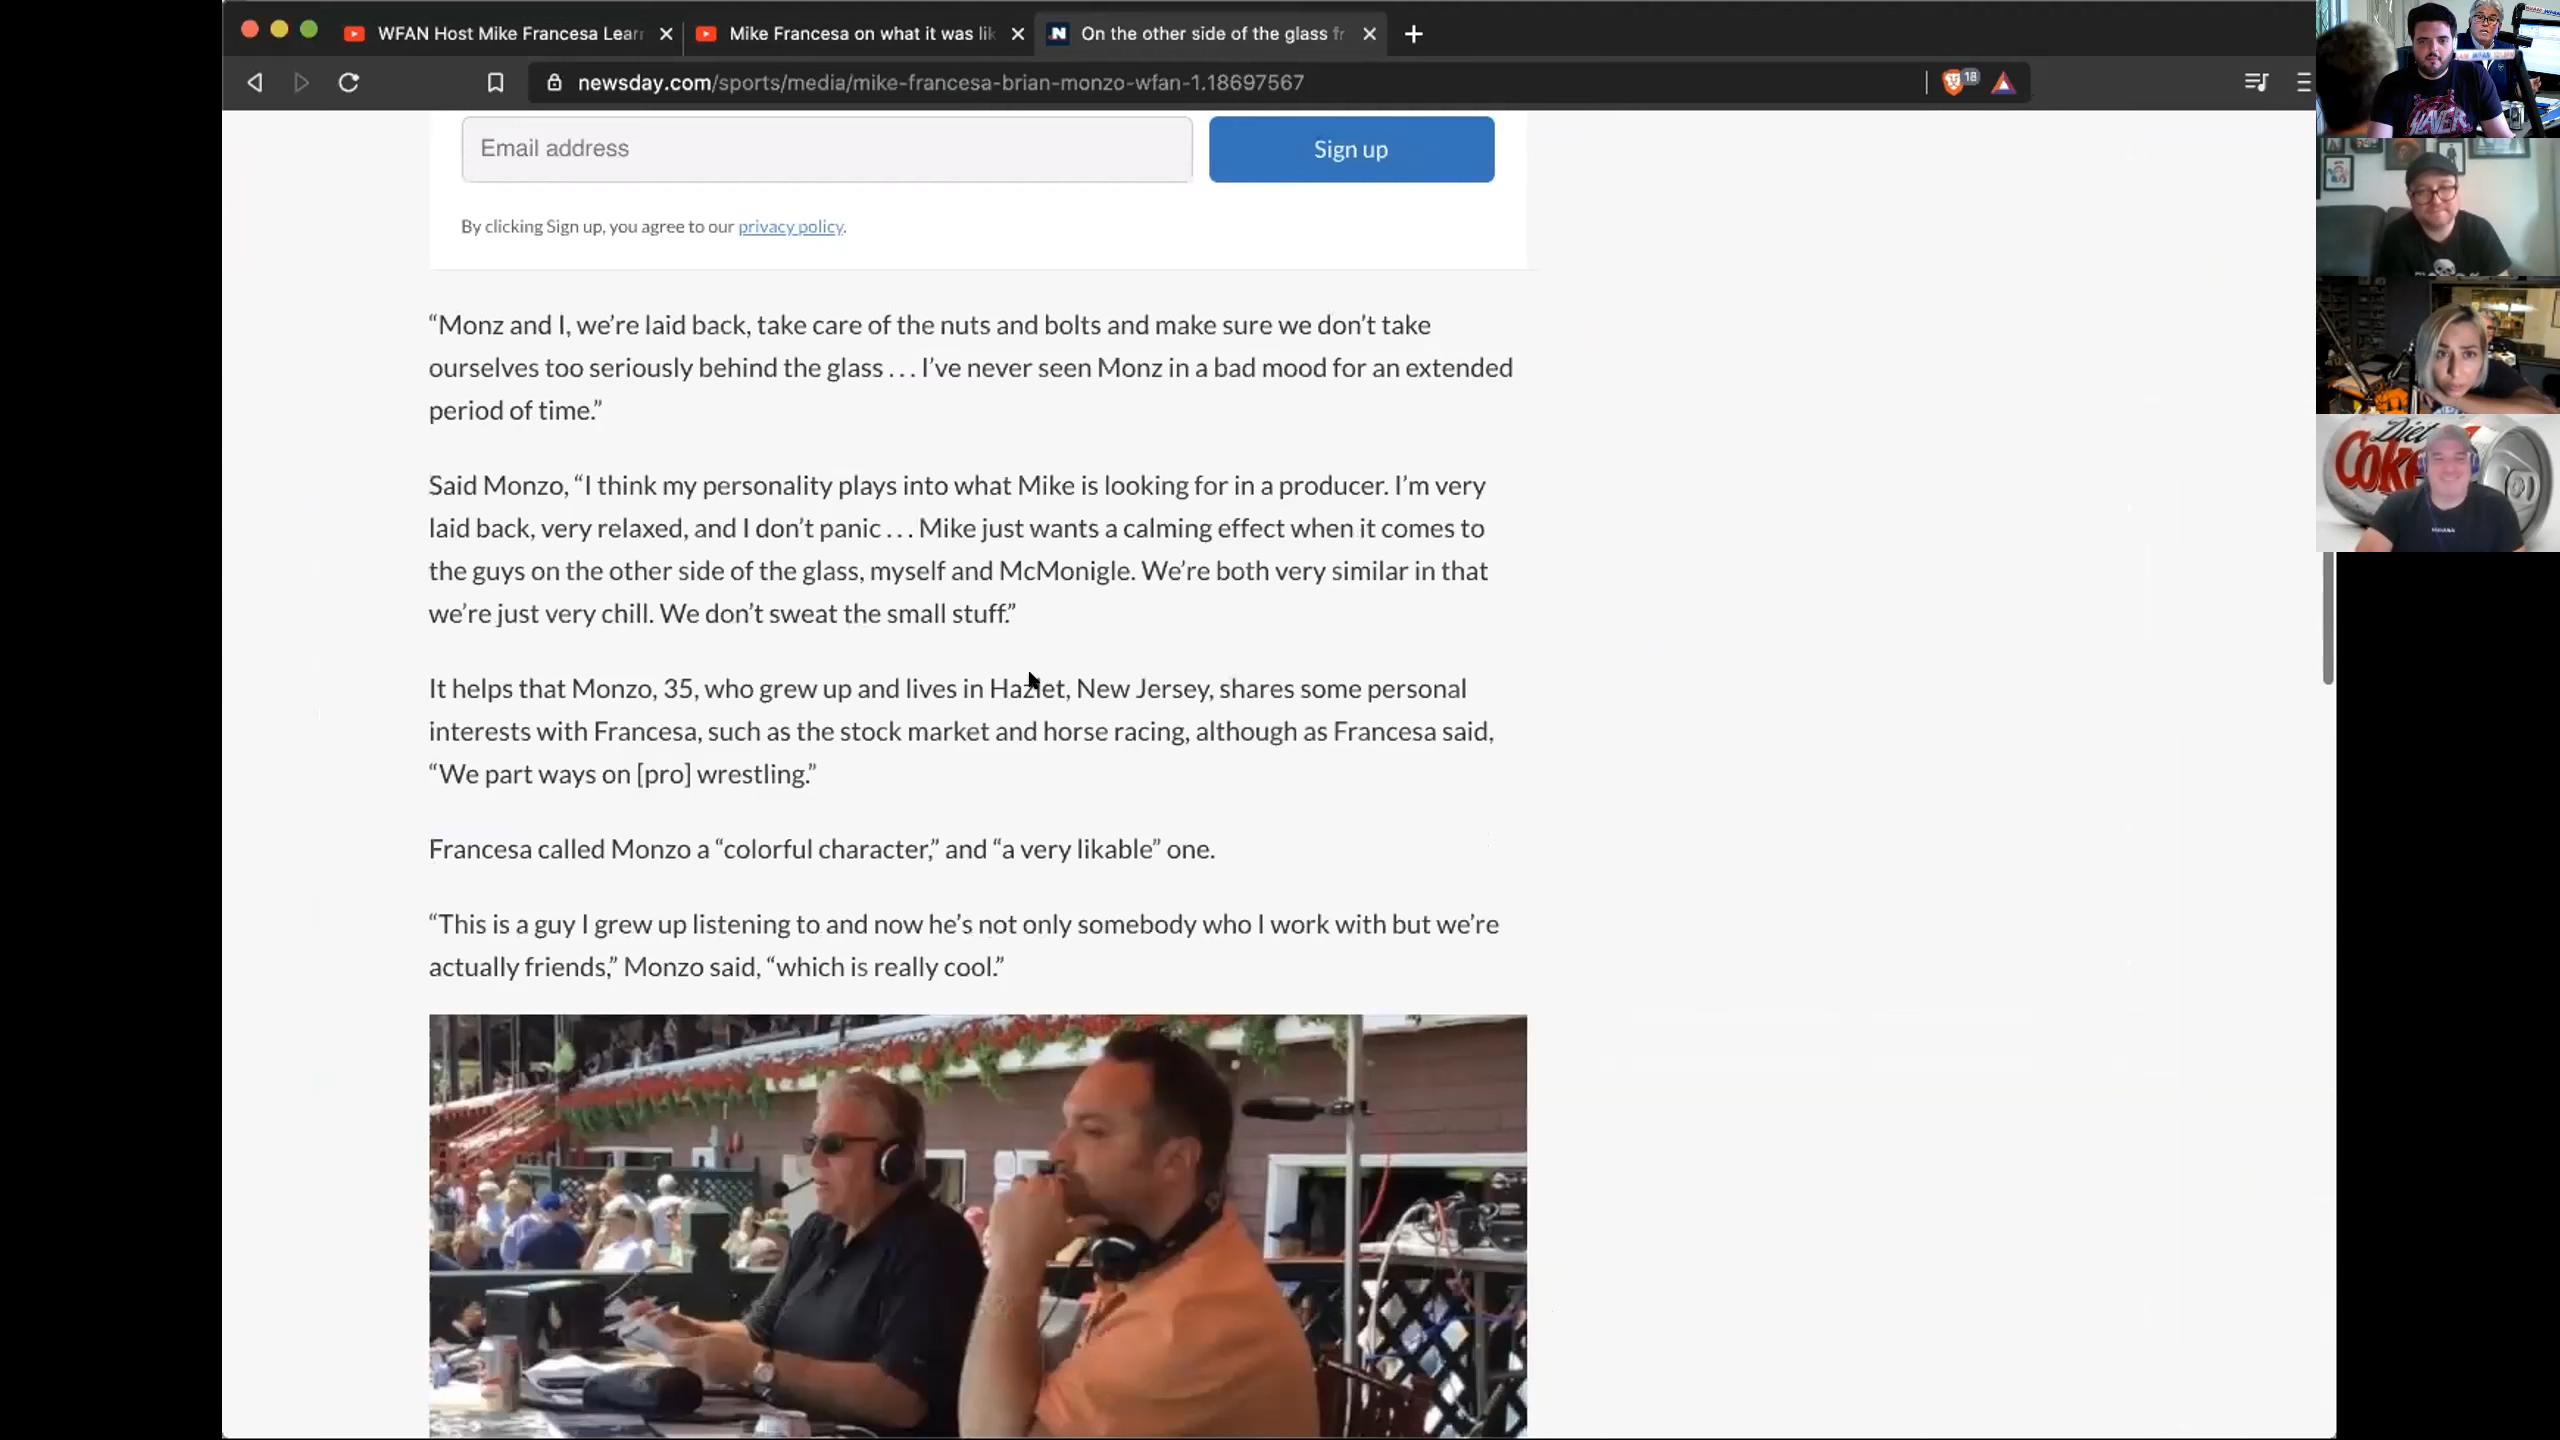 WFAN Host Mike Francesa Lear
Mike Francesa on what it was lik
On the other side of the glass fr
newsday.com/sports/media/mike-francesa-brian-monzo-wfan-1.18697567
18
Email address
Sign up
By clicking Sign up, you agree to our privacy policy.
“Monz and I, we’re laid back, take care of the nuts and bolts and make sure we don’t take
ourselves too seriously behind the glass . . . I’ve never seen Monz in a bad mood for an extended
period of time.”
Said Monzo, “I think my personality plays into what Mike is looking for in a producer. I’m very
laid back, very relaxed, and I don’t panic . . . Mike just wants a calming effect when it comes to
the guys on the other side of the glass, myself and McMonigle. We’re both very similar in that
we’re just very chill. We don’t sweat the small stuff.”
It helps that Monzo, 35, who grew up and lives in Hazlet, New Jersey, shares some personal
interests with Francesa, such as the stock market and horse racing, although as Francesa said,
“We part ways on [pro] wrestling.”
Francesa called Monzo a “colorful character,” and “a very likable” one.
“This is a guy I grew up listening to and now he’s not only somebody who I work with but we’re
actually friends,” Monzo said, “which is really cool.”
SLAYER
Diet
Coke